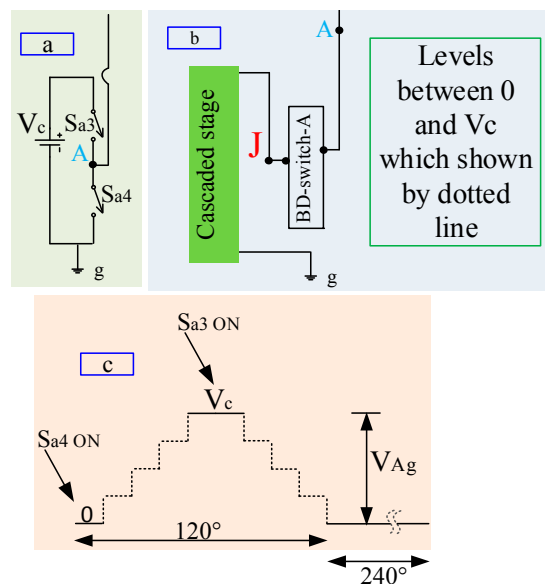 a
Vc
+
-
Sa3
A
Sa4
g
b
A
Cascaded stage
J
BD-switch-A
g
Levels
between 0
and Vc
which shown
by dotted
line
c
Sa3 ON
Vc
Sa4 ON
0
VAg
120°
240°